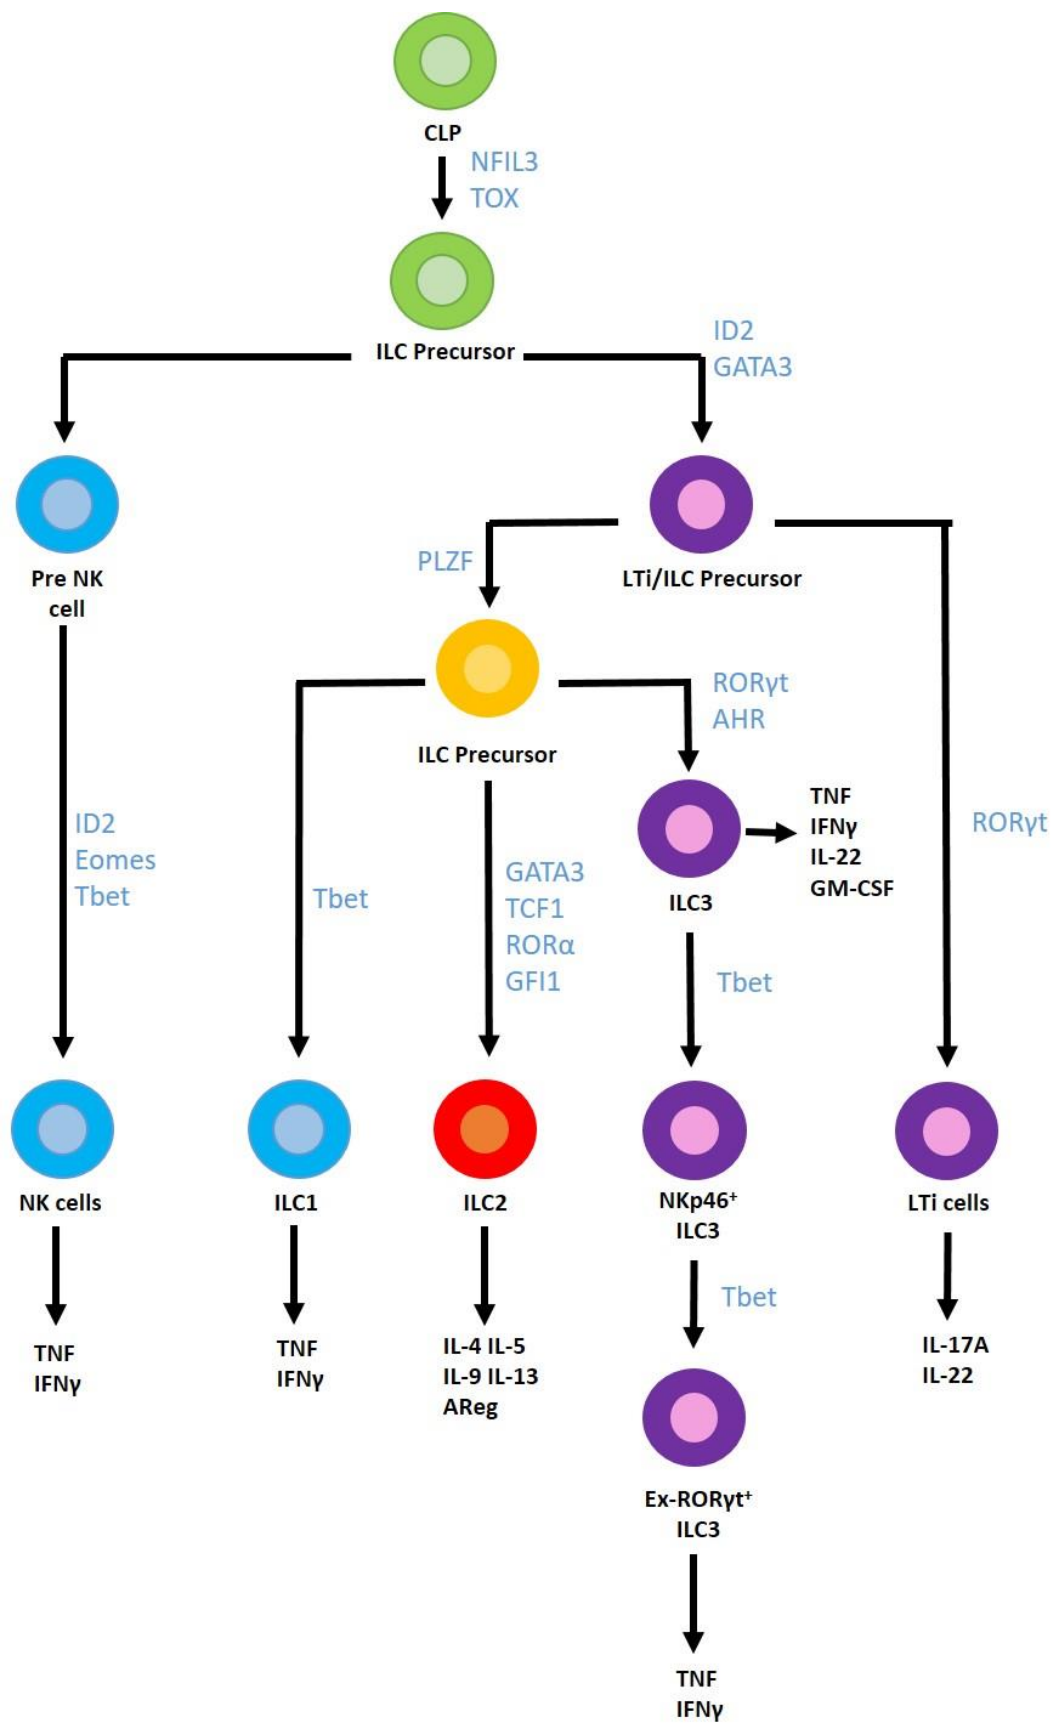 CLP
NFIL3
TOX
ILC Precursor
ID2
GATA3
Pre NK
cell
LTi/ILC Precursor
PLZF
ILC Precursor
RORγt
AHR
ILC3
TNF
IFNγ
IL-22
GM-CSF
RORγt
ID2
Eomes
Tbet
Tbet
GATA3
TCF1
RORα
GFI1
Tbet
NK cells
ILC1
ILC2
NKp46⁺
ILC3
LTi cells
Tbet
TNF
IFNγ
TNF
IFNγ
IL-4 IL-5
IL-9 IL-13
AReg
IL-17A
IL-22
Ex-RORγt⁺
ILC3
TNF
IFNγ